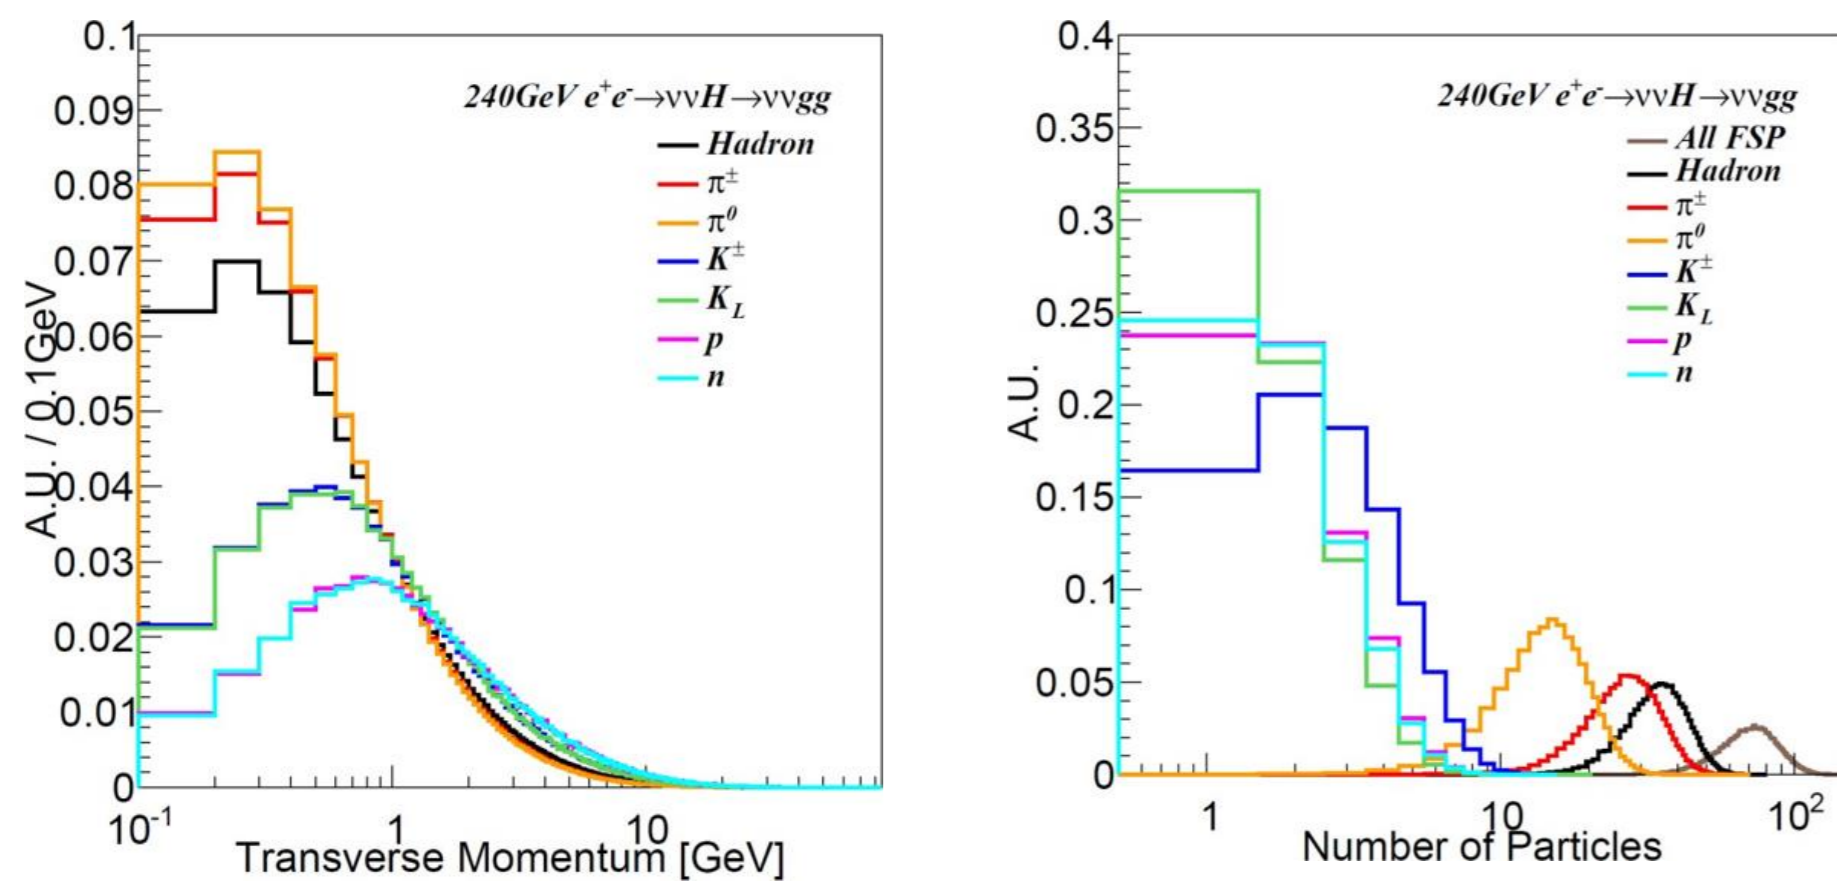 0.1
0.09
0.08
0.07
0.06
0.05
0.04
0.03
0.02
0.01
0
A.U. / 0.1GeV
240GeV e⁺e⁻→ννH→ννgg
Hadron
π±
π⁰
K±
K_L
p
n
10⁻¹ 1 10
Transverse Momentum [GeV]
0.4
0.35
0.3
0.25
0.2
0.15
0.1
0.05
0
A.U.
240GeV e⁺e⁻→ννH→ννgg
All FSP
Hadron
π±
π⁰
K±
K_L
p
n
1 10 10²
Number of Particles